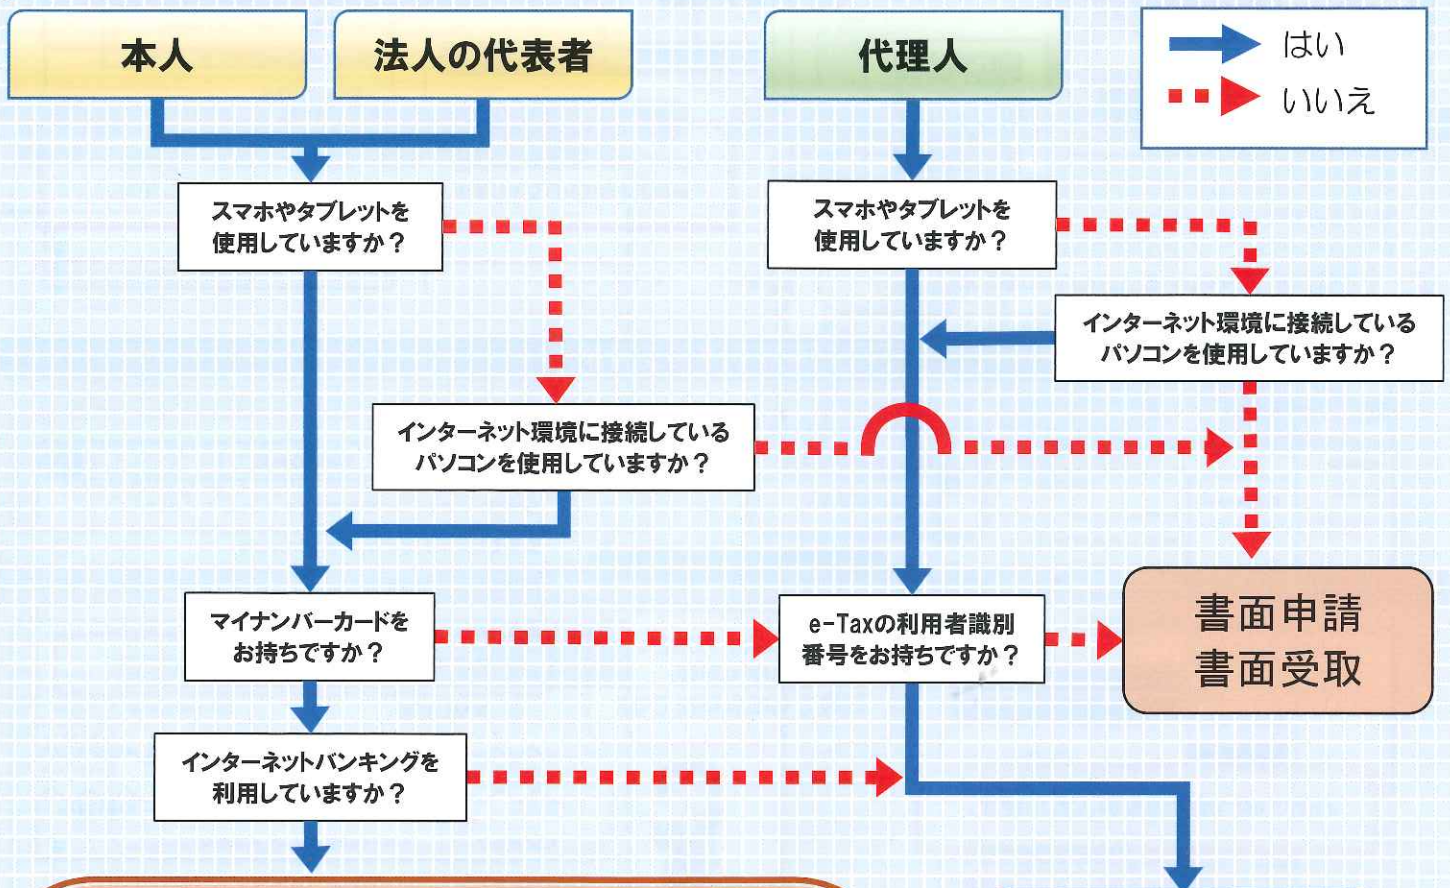 本人
法人の代表者
代理人
はい
いいえ
スマホやタブレットを
使用していますか？
スマホやタブレットを
使用していますか？
インターネット環境に接続している
パソコンを使用していますか？
インターネット環境に接続している
パソコンを使用していますか？
マイナンバーカードを
お持ちですか？
e-Taxの利用者識別
番号をお持ちですか？
書面申請
書面受取
インターネットバンキングを
利用していますか？